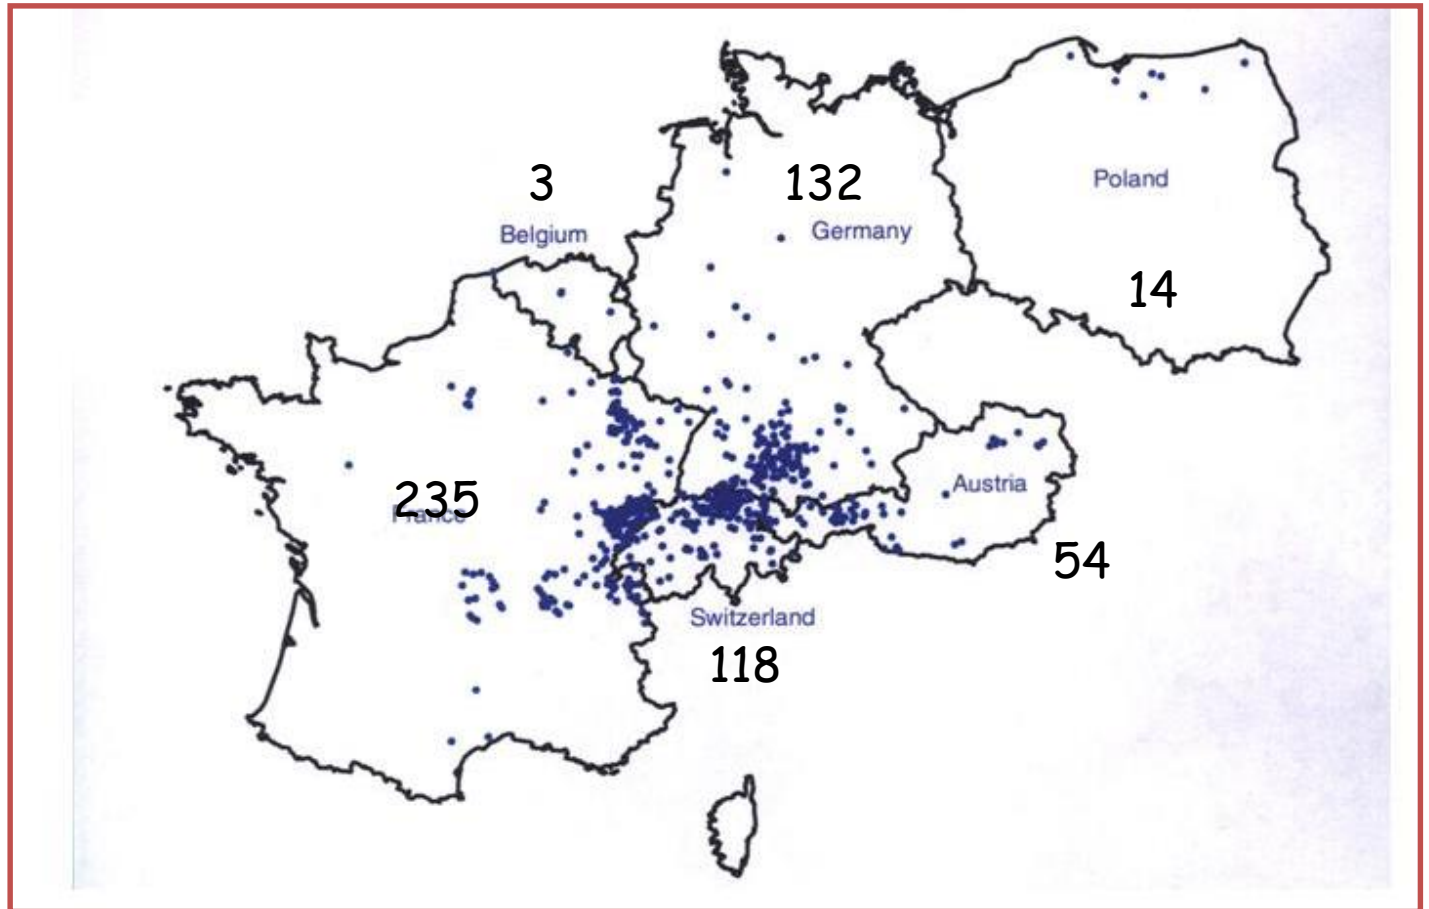 3
Belgium
132
Germany
Poland
14
235
France
Austria
54
Switzerland
118